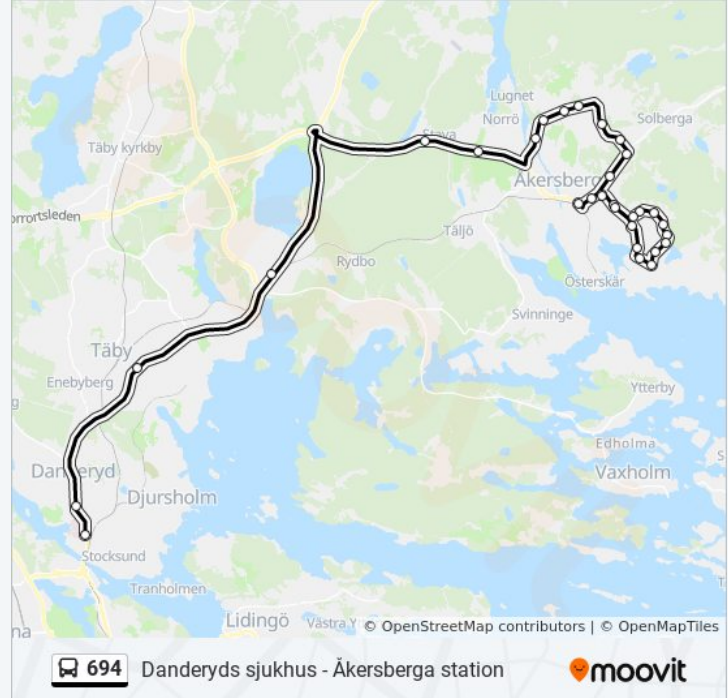 Lugnet
Norrö
Solberga
Stava
Täby kyrkby
Åkersberg
orrortsleden
Täljö
Rydbo
Österskär
Svinninge
Täby
Enebyberg
Ytterby
g
Edholma
Danderyd
Vaxholm
S
Djursholm
Stocksund
Tranholmen
T
Lidingö
Västra Y
na
© OpenStreetMap contributors | © OpenMapTiles
694 Danderyds sjukhus - Åkersberga station moovit